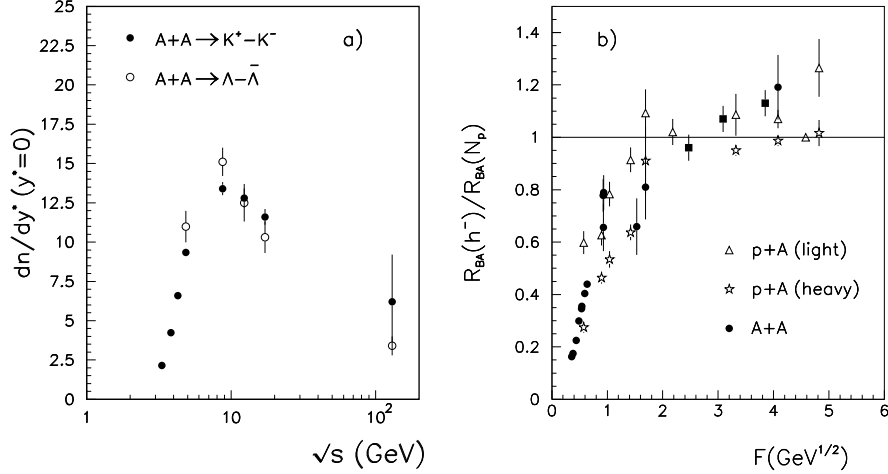 25
22.5
20
17.5
15
12.5
10
7.5
5
2.5
0
dn/dy* (y*=0)
A+A→K⁺−K⁻
A+A→Λ−Λ̄
a)
1
10
10²
√s (GeV)
1.4
1.2
1
0.8
0.6
0.4
0.2
0
R_BA(h⁻)/R_BA(N_p)
b)
p+A (light)
p+A (heavy)
A+A
0
1
2
3
4
5
6
F(GeV^1/2)